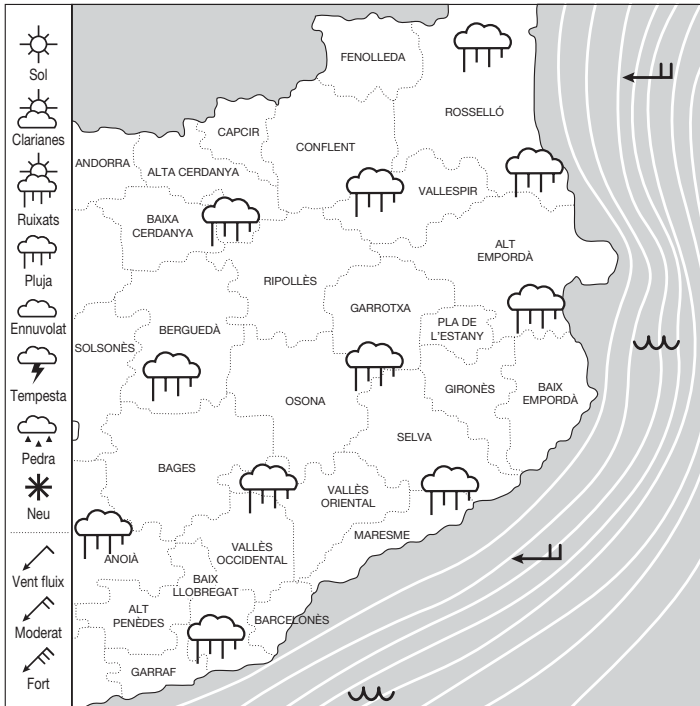 Sol
Clarianes
Ruixats
Pluja
Ennuvolat
Tempesta
Pedra
Neu
Vent fluix
Moderat
Fort
FENOLLEDA
ROSSELLÓ
CAPCIR
CONFLENT
ANDORRA
ALTA CERDANYA
VALLESPIR
BAIXA
CERDANYA
ALT
EMPORDÀ
RIPOLLÈS
GARROTXA
PLA DE
L'ESTANY
BERGUEDÀ
SOLSONÈS
GIRONÈS
BAIX
EMPORDÀ
OSONA
SELVA
BAGES
VALLÈS
ORIENTAL
MARESME
ANOIÀ
VALLÈS
OCCIDENTAL
BAIX
LLOBREGAT
ALT
PENÈDES
BARCELONÈS
GARRAF